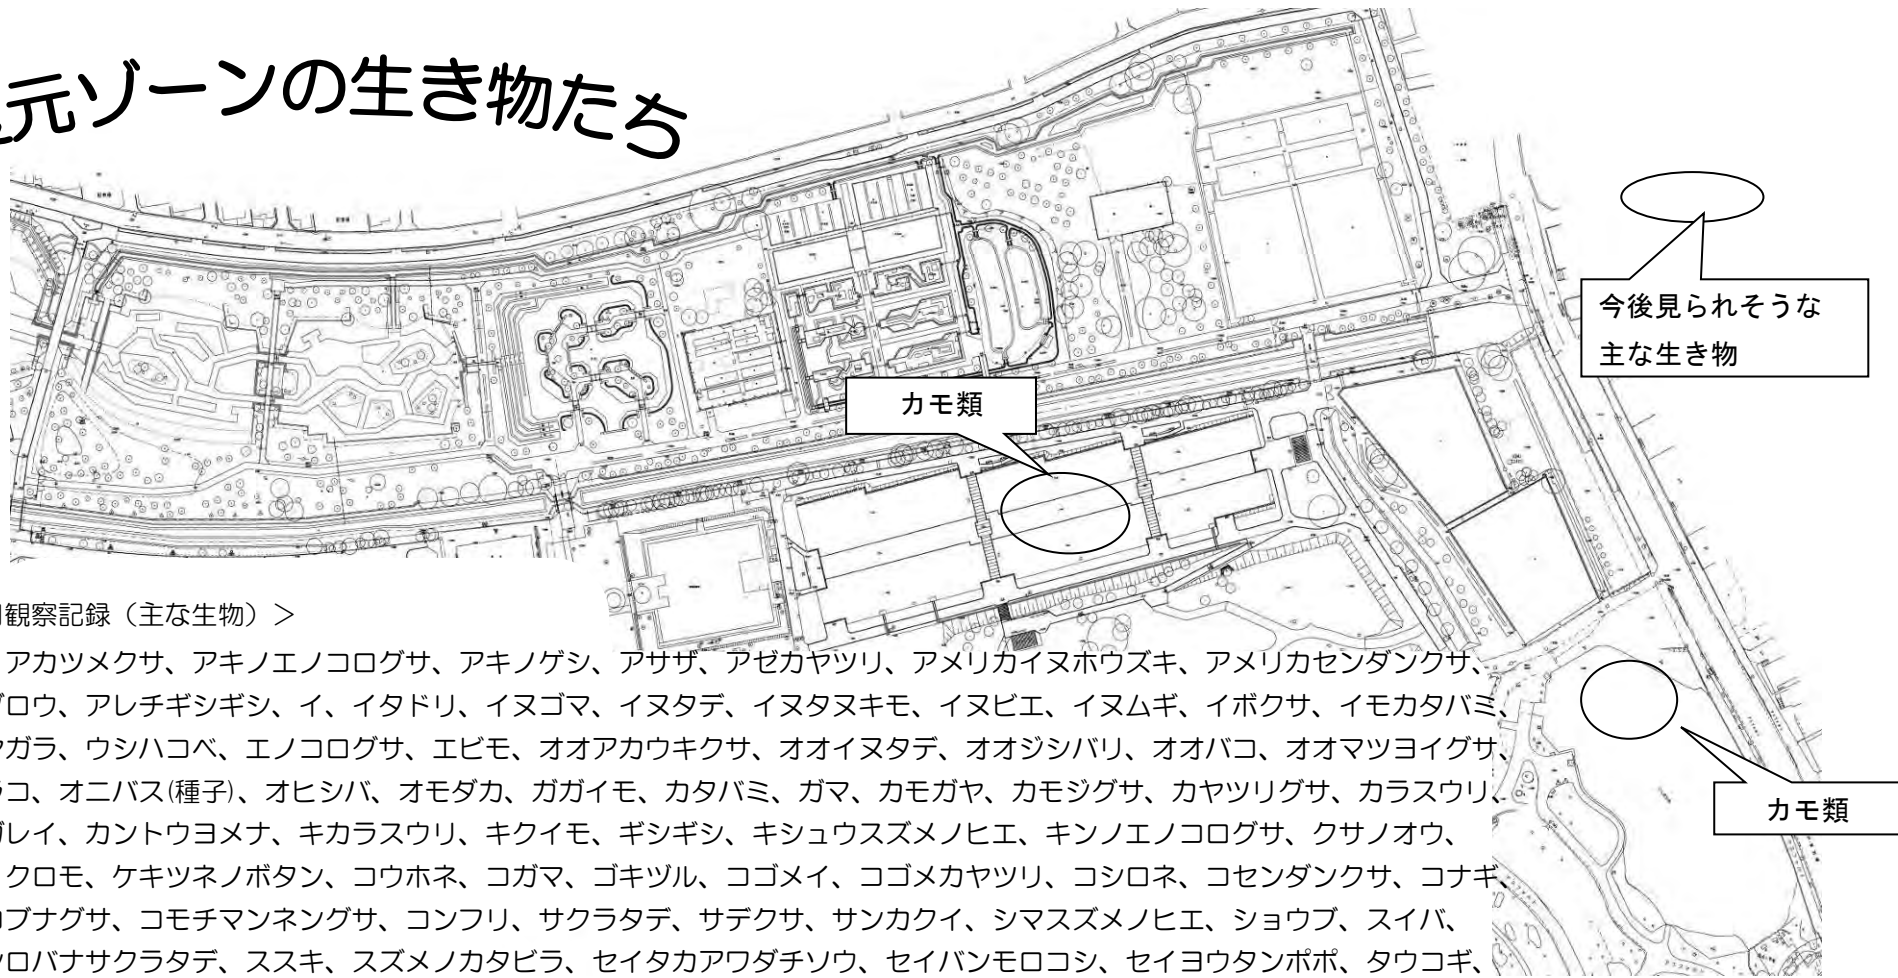 元ゾーンの生き物たち
今後見られそうな
主な生き物
カモ類
カモ類
観察記録（主な生物）＞
アカツメクサ、アキノエノコログサ、アキノゲシ、アサザ、アゼカヤツリ、アメリカイヌホウズキ、アメリカセンダンクサ、
ブロウ、アレチギシギシ、イ、イタドリ、イヌゴマ、イヌタデ、イヌタヌキモ、イヌビエ、イヌムギ、イボクサ、イモカタバミ、
ヤガラ、ウシハコベ、エノコログサ、エビモ、オオアカウキクサ、オオイヌタデ、オオジシバリ、オオバコ、オオマツヨイグサ、
コ、オニバス(種子)、オヒシバ、オモダカ、ガガイモ、カタバミ、ガマ、カモガヤ、カモジグサ、カヤツリグサ、カラスウリ、
ガレイ、カントウヨメナ、キカラスウリ、キクイモ、ギシギシ、キシュウスズメノヒエ、キンノエノコログサ、クサノオウ、
クロモ、ケキツネノボタン、コウホネ、コガマ、ゴキヅル、コゴメイ、コゴメカヤツリ、コシロネ、コセンダンクサ、コナギ、
コブナグサ、コモチマンネングサ、コンフリ、サクラタデ、サデクサ、サンカクイ、シマスズメノヒエ、ショウブ、スイバ、
シロバナサクラタデ、ススキ、スズメノカタビラ、セイタカアワダチソウ、セイバンモロコシ、セイヨウタンポポ、タウコギ、